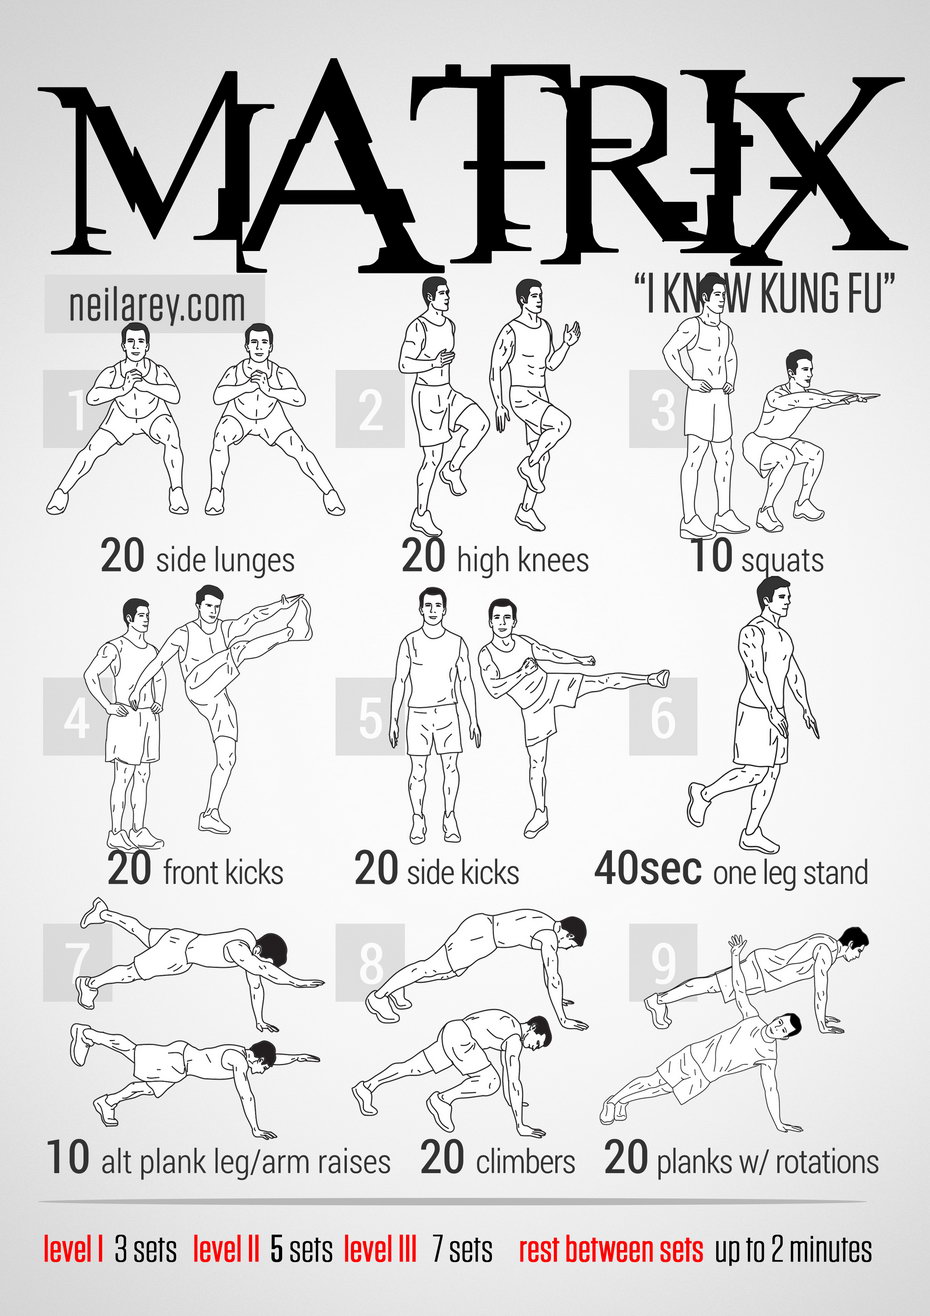 MATRIX
neilarey.com
“I KNOW KUNG FU”
1
2
3
20 side lunges
20 high knees
10 squats
4
5
6
20 front kicks
20 side kicks
40sec one leg stand
7
8
9
10 alt plank leg/arm raises
20 climbers
20 planks w/ rotations
level I 3 sets level II 5 sets level III 7 sets rest between sets up to 2 minutes